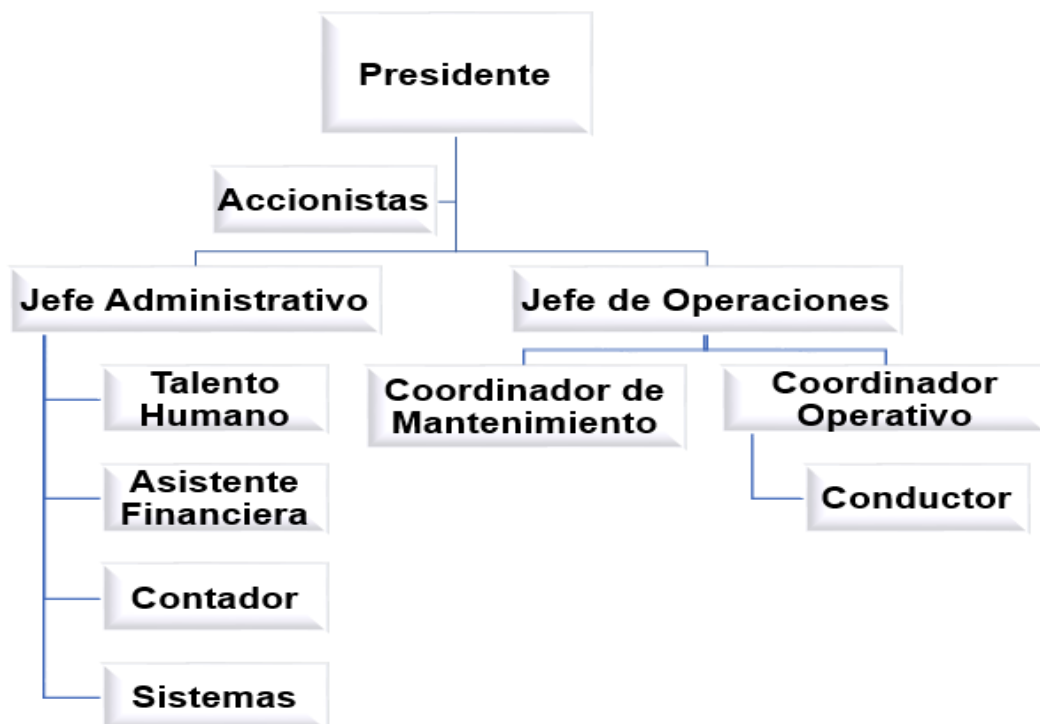 Presidente
Accionistas
Jefe Administrativo
Jefe de Operaciones
Talento
Humano
Coordinador de
Mantenimiento
Coordinador
Operativo
Asistente
Financiera
Conductor
Contador
Sistemas